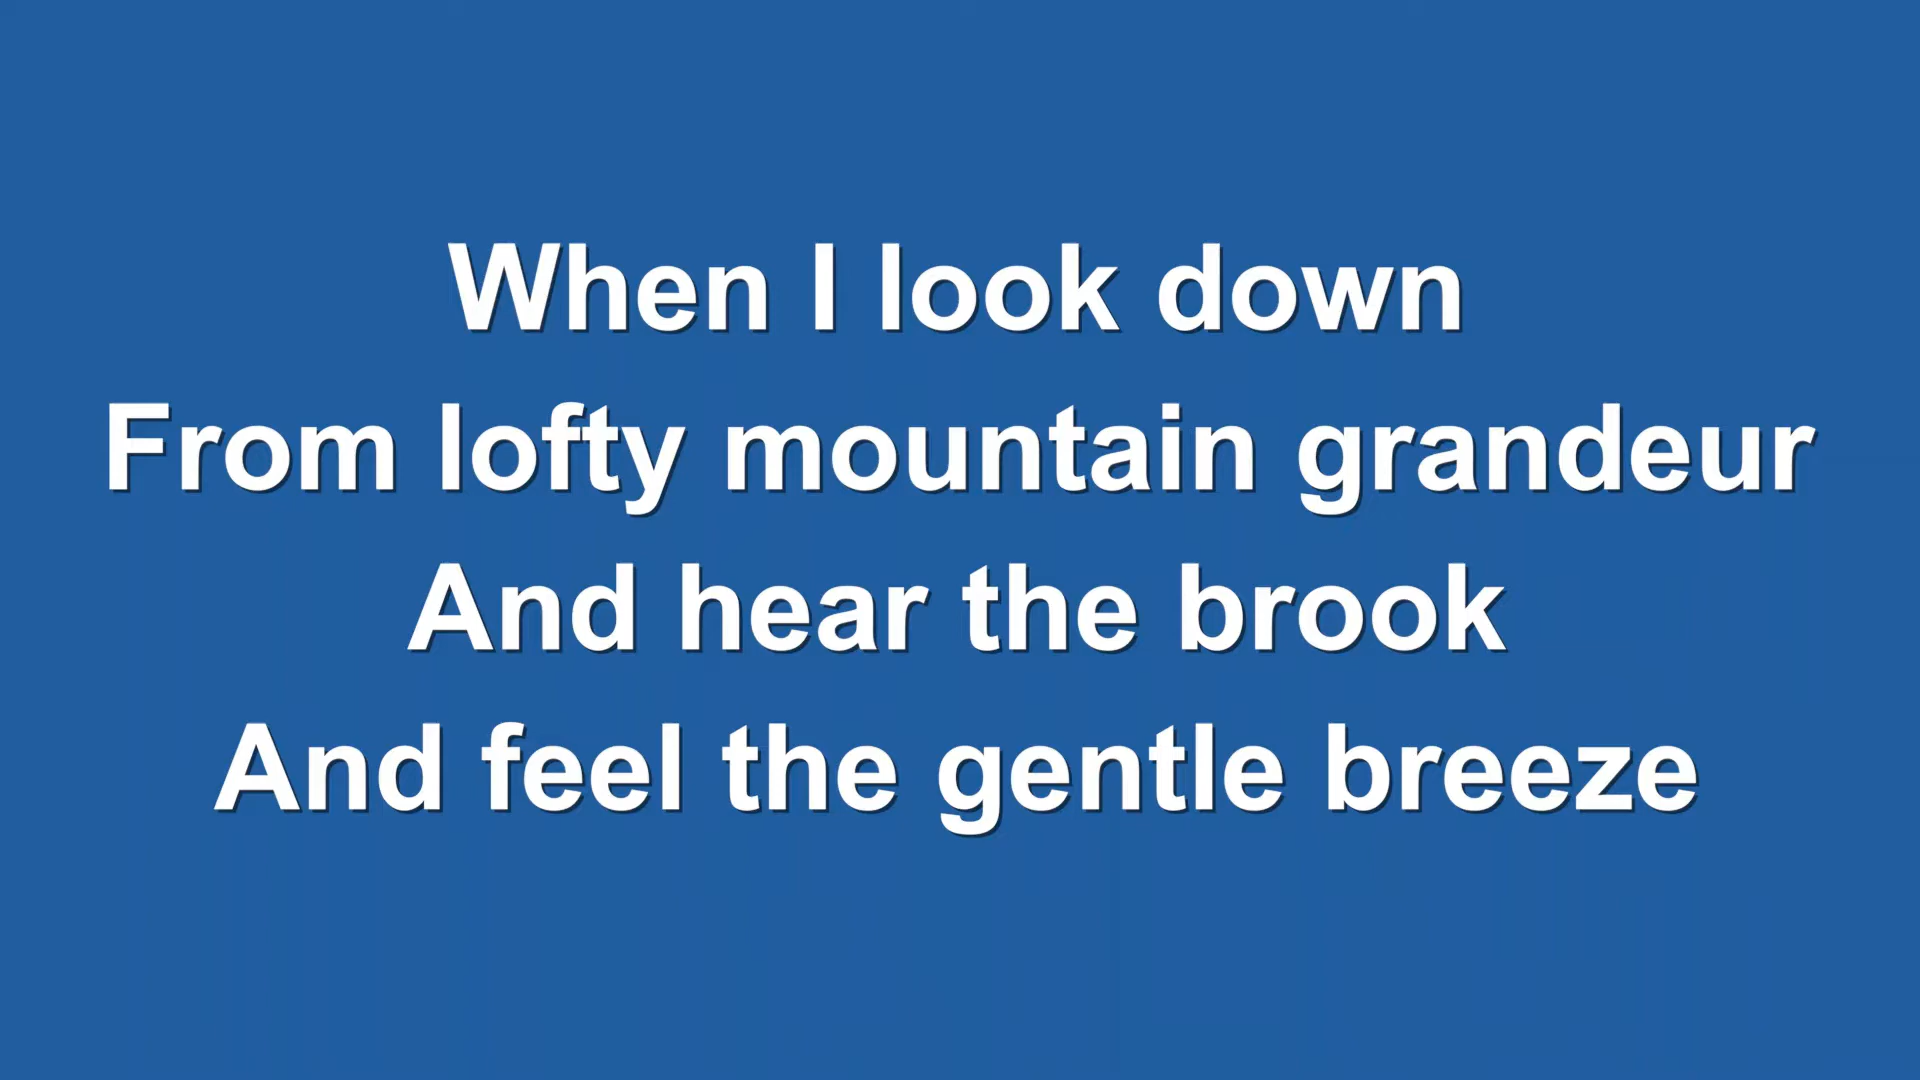 When I look down
From lofty mountain grandeur
And hear the brook
And feel the gentle breeze